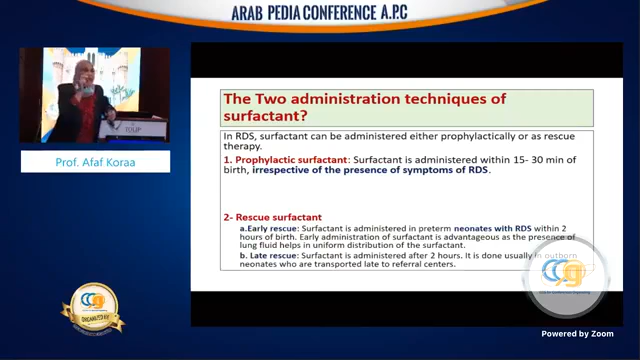 ARAB PEDIA CONFERENCE A.P.C
Prof. Afaf Koraa
The Two administration techniques of
surfactant?
In RDS, surfactant can be administered either prophylactically or as rescue
therapy.
1. Prophylactic surfactant: Surfactant is administered within 15- 30 min of
birth, irrespective of the presence of symptoms of RDS.
2- Rescue surfactant
a.Early rescue: Surfactant is administered in preterm neonates with RDS within 2
hours of birth. Early administration of surfactant is advantageous as the presence of
lung fluid helps in uniform distribution of the surfactant.
b. Late rescue: Surfactant is administered after 2 hours. It is done usually in outborn
neonates who are transported late to referral centers.
ORGANIZED BY
Powered by Zoom